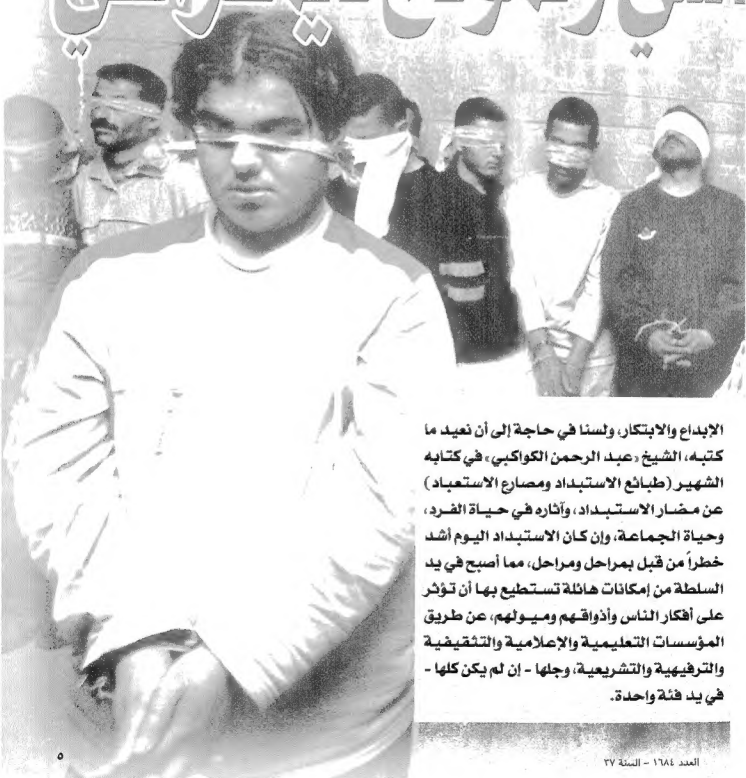 الإبداع والابتكار، ولسنا في حاجة إلى أن نعيد ما
كتبه، الشيخ «عبد الرحمن الكواكبي» في كتابه
الشهير (طبائع الاستبداد ومصارع الاستعباد)
عن مضار الاستبداد، وآثاره في حياة الفرد،
وحياة الجماعة، وإن كان الاستبداد اليوم أشد
خطراً من قبل بمراحل ومراحل، مما أصبح في يد
السلطة من إمكانات هائلة تستطيع بها أن تؤثر
على أفكار الناس وأذواقهم وميولهم، عن طريق
المؤسسات التعليمية والإعلامية والتثقيفية
والترفيهية والتشريعية، وجلها - إن لم يكن كلها -
في يد فئة واحدة.
العدد ١٦٨٤ - السنة ٣٧
٥